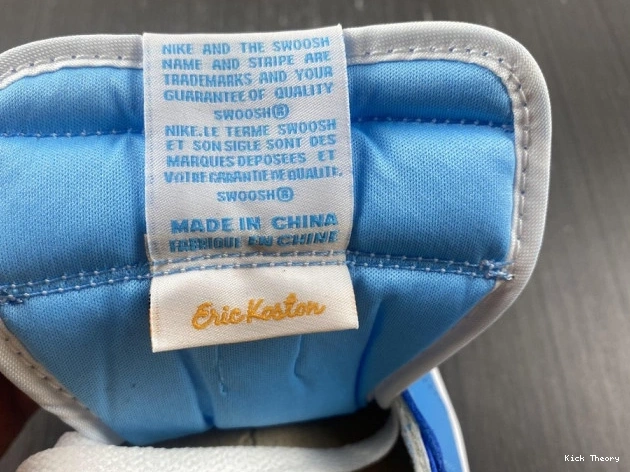 NIKE AND THE SWOOSH
NAME AND STRIPE ARE
TRADEMARKS AND YOUR
GUARANTEE OF QUALITY
SWOOSH®
NIKE.LE TERME SWOOSH
ET SON SIGLE SONT DES
MARQUES DEPOSEES ET
VOTRE GARANTIE DE QUALITE.
SWOOSH®
MADE IN CHINA
FABRIQUE EN CHINE
Eric Koston
Kick Theory